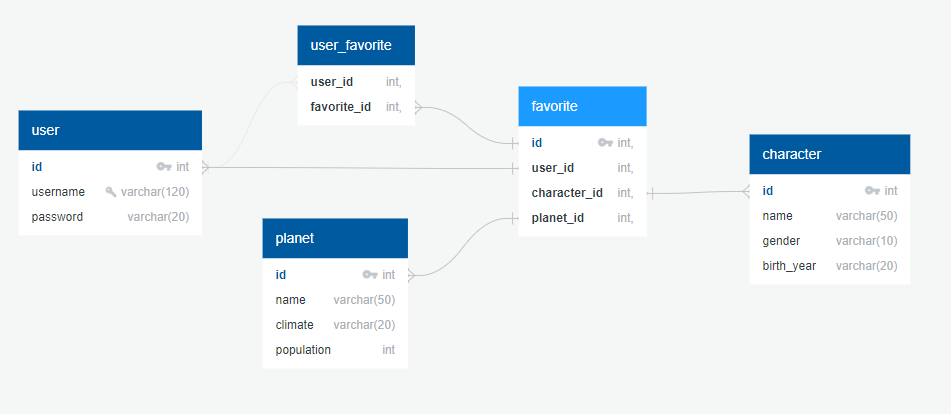 user_favorite
user_id int,
favorite_id int,
user
id int
username varchar(120)
password varchar(20)
favorite
id int,
user_id int,
character_id int,
planet_id int,
character
id int
name varchar(50)
gender varchar(10)
birth_year varchar(20)
planet
id int
name varchar(50)
climate varchar(20)
population int